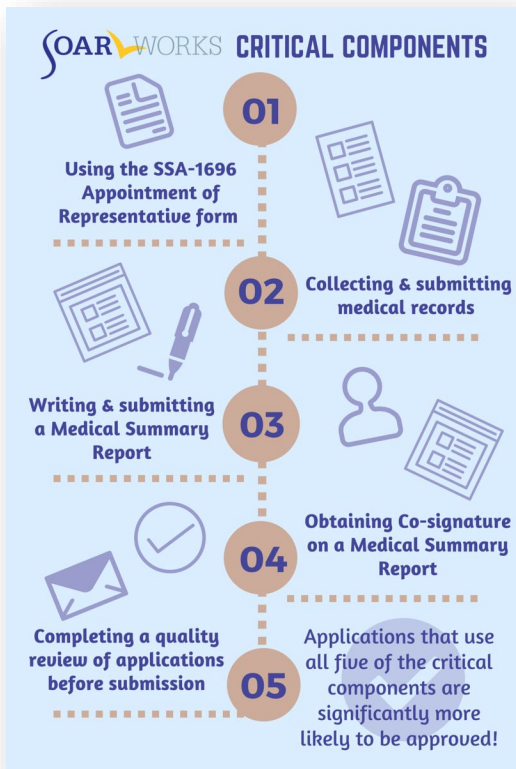 SOAR WORKS CRITICAL COMPONENTS
01
Using the SSA-1696
Appointment of
Representative form
02
Collecting & submitting
medical records
03
Writing & submitting
a Medical Summary
Report
04
Obtaining Co-signature
on a Medical Summary
Report
05
Completing a quality
review of applications
before submission
Applications that use
all five of the critical
components are
significantly more
likely to be approved!